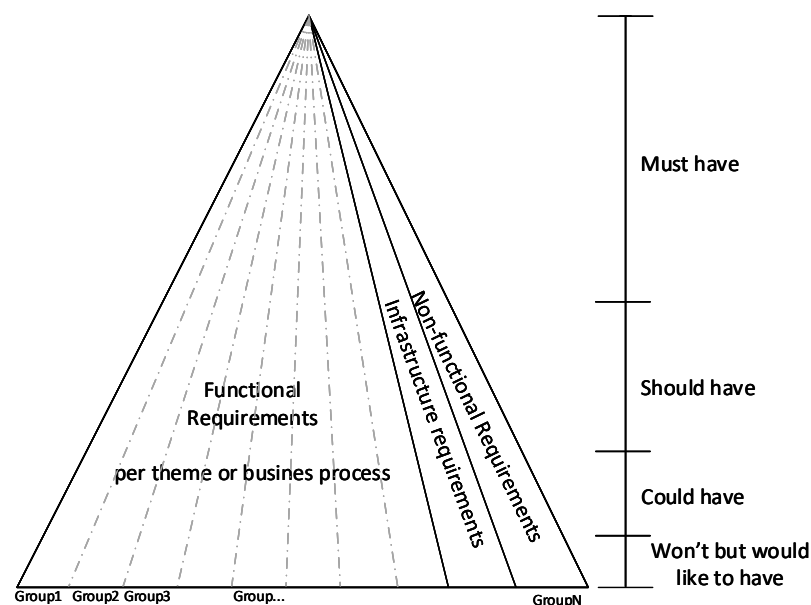 Must have
Should have
Could have
Won't but would
like to have
Functional
Requirements
per theme or busines process
Infrastructure requirements
Non-functional Requirements
Group1 Group2 Group3 Group... GroupN